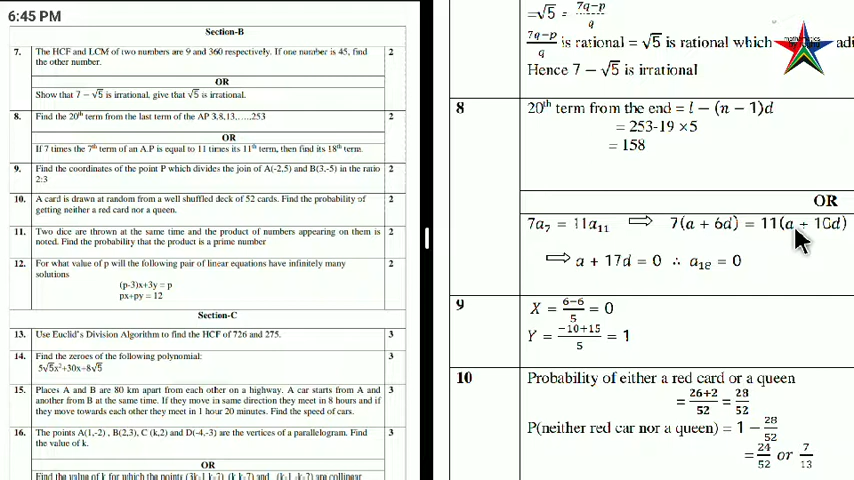 6:45 PM
Section-B
7. The HCF and LCM of two numbers are 9 and 360 respectively. If one number is 45, find 2
the other number.
OR
Show that 7 − √5 is irrational, give that √5 is irrational.
8. Find the 20th term from the last term of the AP 3,8,13,…..,253 2
OR
If 7 times the 7th term of an A.P is equal to 11 times its 11th term, then find its 18th term.
9. Find the coordinates of the point P which divides the join of A(-2,5) and B(3,-5) in the ratio 2
2:3
10. A card is drawn at random from a well shuffled deck of 52 cards. Find the probability of 2
getting neither a red card nor a queen.
11. Two dice are thrown at the same time and the product of numbers appearing on them is 2
noted. Find the probability that the product is a prime number
12. For what value of p will the following pair of linear equations have infinitely many 2
solutions
(p-3)x+3y = p
px+py = 12
Section-C
13. Use Euclid's Division Algorithm to find the HCF of 726 and 275. 3
14. Find the zeroes of the following polynomial: 3
5√5x²+30x+8√5
15. Places A and B are 80 km apart from each other on a highway. A car starts from A and 3
another from B at the same time. If they move in same direction they meet in 8 hours and if
they move towards each other they meet in 1 hour 20 minutes. Find the speed of cars.
16. The points A(1,-2) , B(2,3) , C (k,2) and D(-4,-3) are the vertices of a parallelogram. Find 3
the value of k.
OR
Find the value of k for which the points
=√5 = 7q−p/q
7q−p/q is rational = √5 is rational which
Hence 7 − √5 is irrational
8 20th term from the end = l − (n − 1)d
= 253-19 ×5
= 158
OR
7a₇ = 11a₁₁ ⟹ 7(a + 6d) = 11(a + 10d)
⟹ a + 17d = 0 ∴ a₁₈ = 0
9 X = 6−6/5 = 0
Y = −10+15/5 = 1
10 Probability of either a red card or a queen
= 26+2/52 = 28/52
P(neither red car nor a queen) = 1 − 28/52
= 24/52 or 7/13